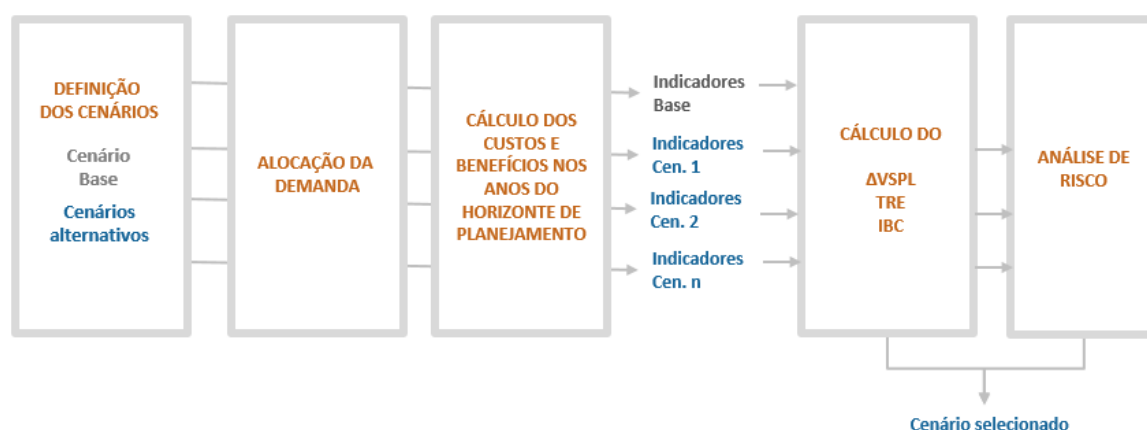 DEFINIÇÃO
DOS CENÁRIOS
Cenário
Base
Cenários
alternativos
ALOCAÇÃO DA
DEMANDA
CÁLCULO DOS
CUSTOS E
BENEFÍCIOS NOS
ANOS DO
HORIZONTE DE
PLANEJAMENTO
Indicadores
Base
Indicadores
Cen. 1
Indicadores
Cen. 2
Indicadores
Cen. n
CÁLCULO DO
ΔVSPL
TRE
IBC
ANÁLISE DE
RISCO
Cenário selecionado